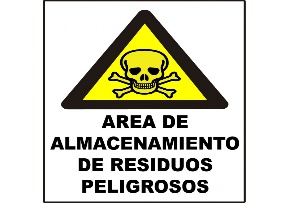 AREA DE
ALMACENAMIENTO
DE RESIDUOS
PELIGROSOS